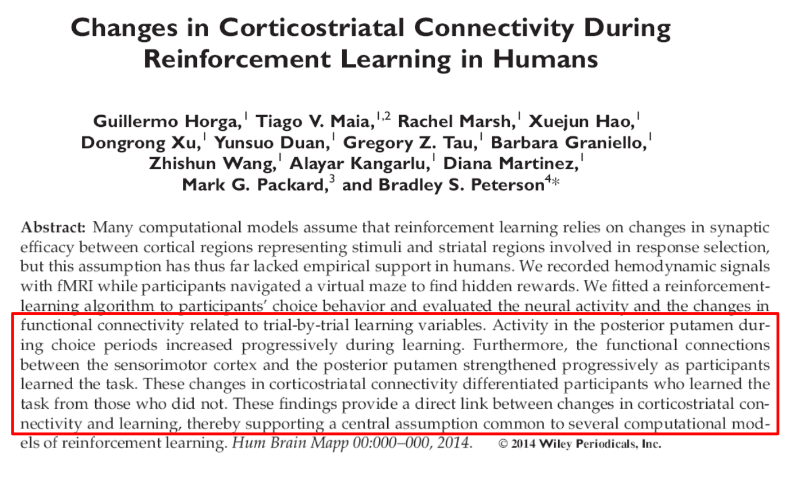 Changes in Corticostriatal Connectivity During
Reinforcement Learning in Humans
Guillermo Horga,1 Tiago V. Maia,1,2 Rachel Marsh,1 Xuejun Hao,1
Dongrong Xu,1 Yunsuo Duan,1 Gregory Z. Tau,1 Barbara Graniello,1
Zhishun Wang,1 Alayar Kangarlu,1 Diana Martinez,1
Mark G. Packard,3 and Bradley S. Peterson4*
Abstract: Many computational models assume that reinforcement learning relies on changes in synaptic
efficacy between cortical regions representing stimuli and striatal regions involved in response selection,
but this assumption has thus far lacked empirical support in humans. We recorded hemodynamic signals
with fMRI while participants navigated a virtual maze to find hidden rewards. We fitted a reinforcement-
learning algorithm to participants' choice behavior and evaluated the neural activity and the changes in
functional connectivity related to trial-by-trial learning variables. Activity in the posterior putamen dur-
ing choice periods increased progressively during learning. Furthermore, the functional connections
between the sensorimotor cortex and the posterior putamen strengthened progressively as participants
learned the task. These changes in corticostriatal connectivity differentiated participants who learned the
task from those who did not. These findings provide a direct link between changes in corticostriatal con-
nectivity and learning, thereby supporting a central assumption common to several computational mod-
els of reinforcement learning. Hum Brain Mapp 00:000–000, 2014. © 2014 Wiley Periodicals, Inc.